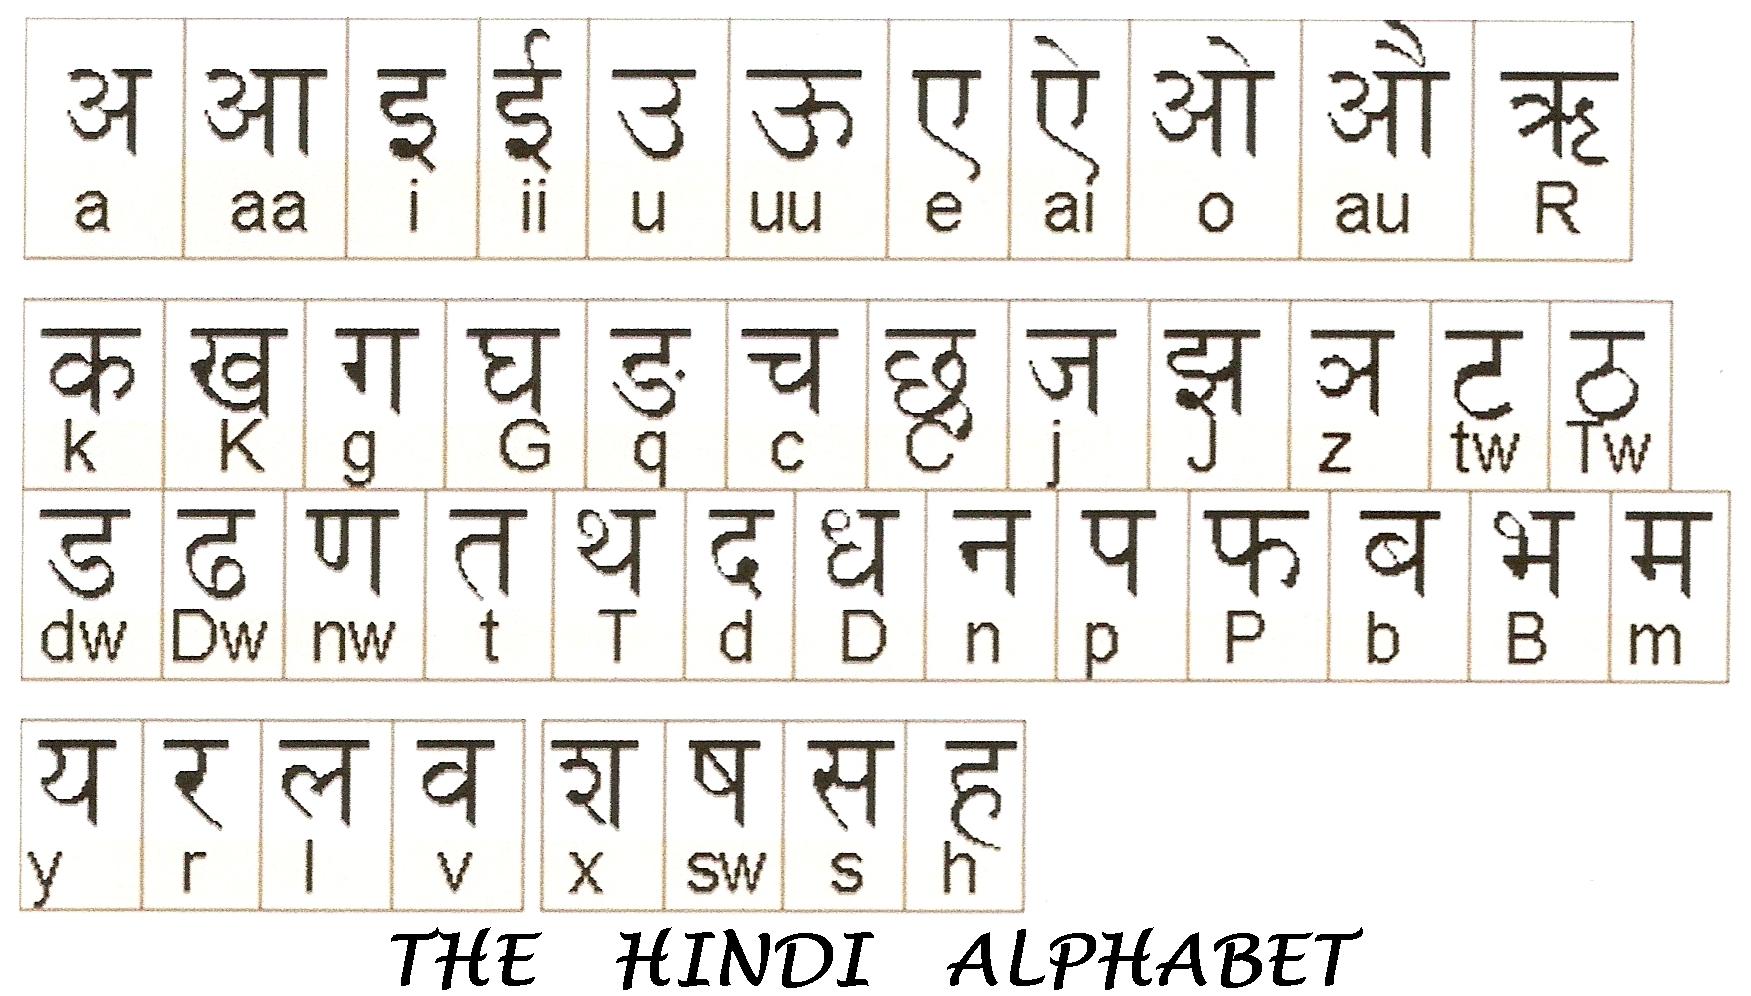 अ आ इ ई उ ऊ ए ऐ ओ औ ऋ
a aa i ii u uu e ai o au R
क ख ग घ ङ च छ ज झ ञ ट ठ
k K g G q c C j J z tw Tw
ड ढ ण त थ द ध न प फ ब भ म
dw Dw nw t T d D n p P b B m
य र ल व श ष स ह
y r l v x sw s h
THE HINDI ALPHABET